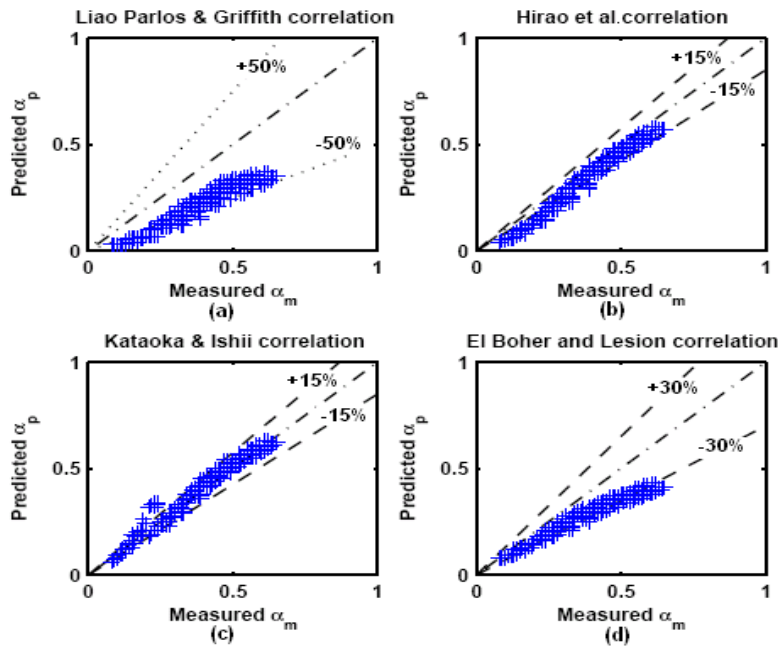 Liao Parlos & Griffith correlation
Predicted α_p
1
0.5
0
+50%
-50%
0 0.5 1
Measured α_m
(a)
Hirao et al.correlation
Predicted α_p
1
0.5
0
+15%
-15%
0 0.5 1
Measured α_m
(b)
Kataoka & Ishii correlation
Predicted α_p
1
0.5
0
+15%
-15%
0 0.5 1
Measured α_m
(c)
El Boher and Lesion correlation
Predicted α_p
1
0.5
0
+30%
-30%
0 0.5 1
Measured α_m
(d)